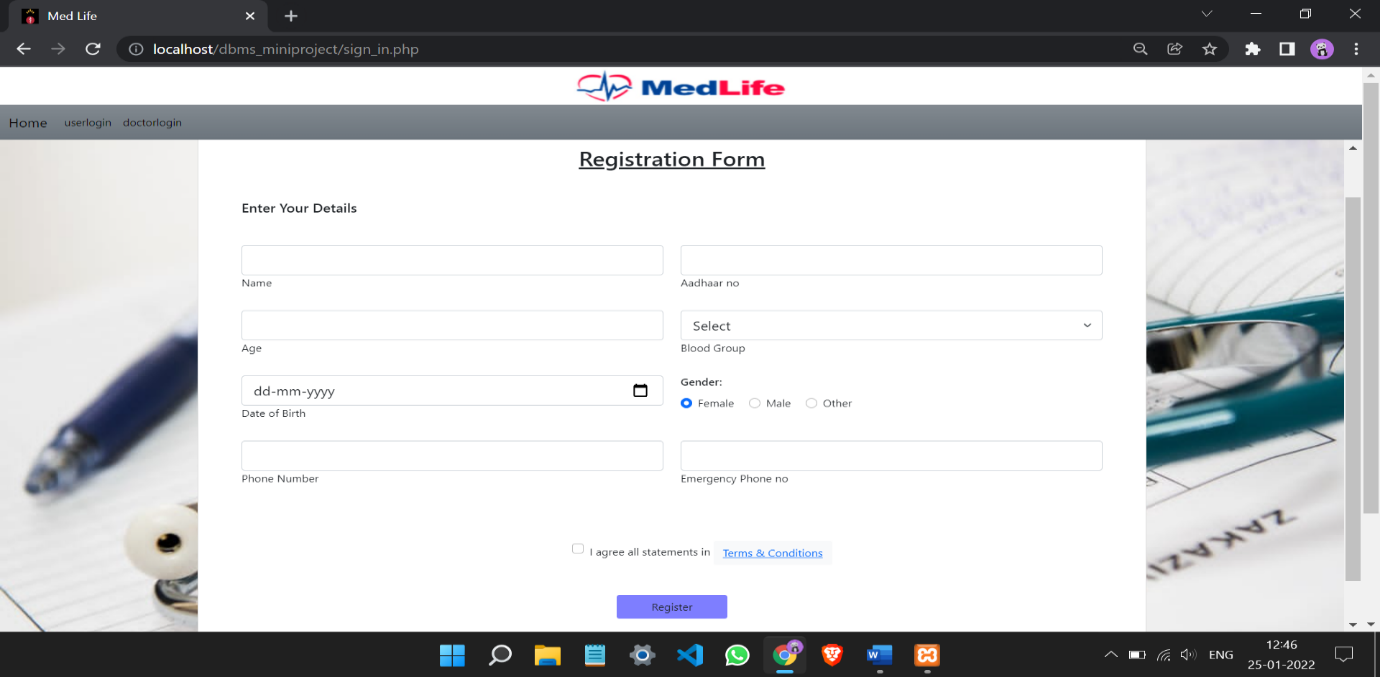 Med Life
localhost/dbms_miniproject/sign_in.php
MedLife
Home userlogin doctorlogin
Registration Form
Enter Your Details
Name Aadhaar no
Select
Age Blood Group
Gender:
dd-mm-yyyy
Female Male Other
Date of Birth
Phone Number Emergency Phone no
ZAKAZI
I agree all statements in Terms & Conditions
Register
12:46
ENG
25-01-2022